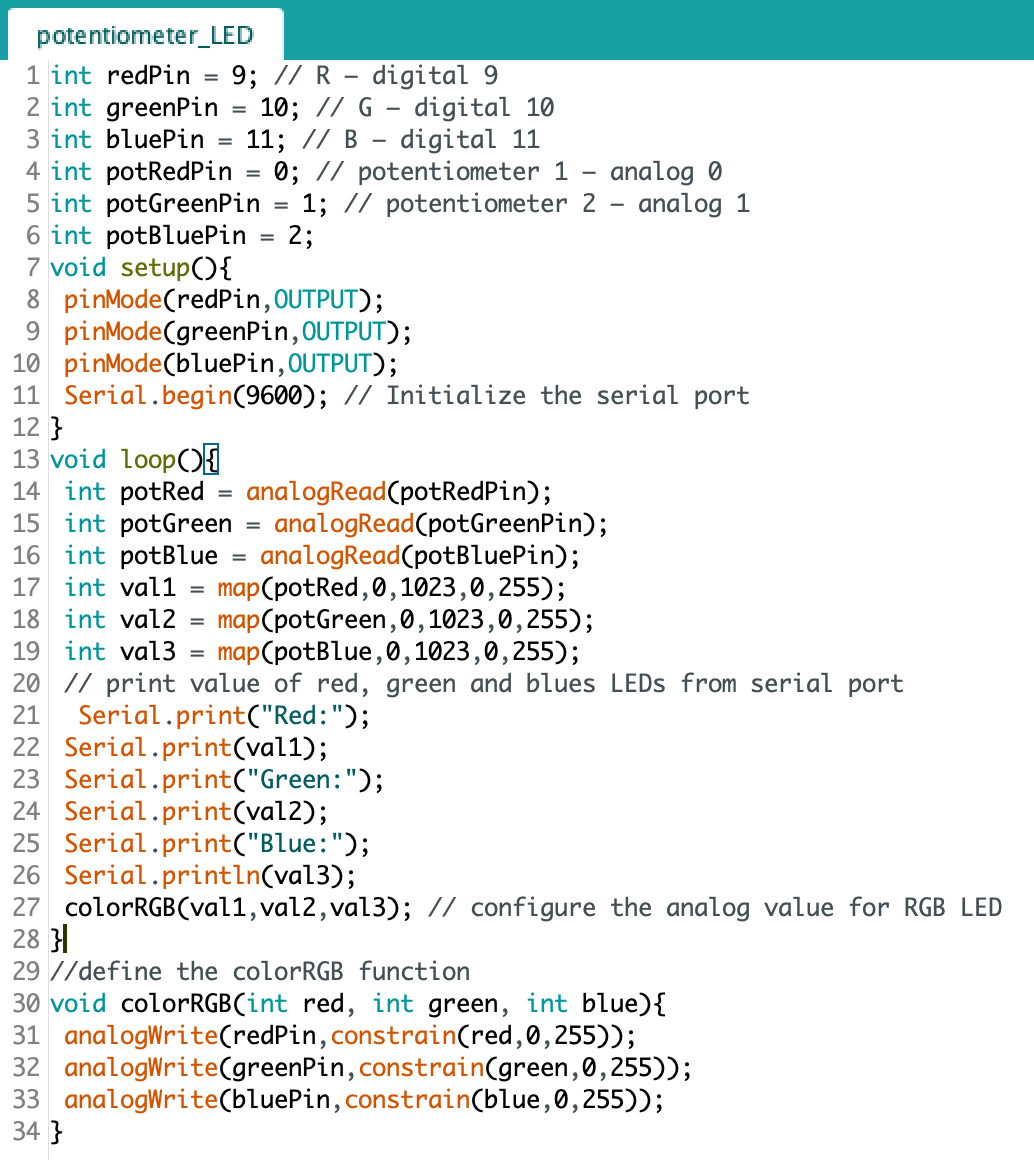 potentiometer_LED
1 int redPin = 9; // R – digital 9
2 int greenPin = 10; // G – digital 10
3 int bluePin = 11; // B – digital 11
4 int potRedPin = 0; // potentiometer 1 – analog 0
5 int potGreenPin = 1; // potentiometer 2 – analog 1
6 int potBluePin = 2;
7 void setup(){
8  pinMode(redPin,OUTPUT);
9  pinMode(greenPin,OUTPUT);
10  pinMode(bluePin,OUTPUT);
11  Serial.begin(9600); // Initialize the serial port
12 }
13 void loop(){
14  int potRed = analogRead(potRedPin);
15  int potGreen = analogRead(potGreenPin);
16  int potBlue = analogRead(potBluePin);
17  int val1 = map(potRed,0,1023,0,255);
18  int val2 = map(potGreen,0,1023,0,255);
19  int val3 = map(potBlue,0,1023,0,255);
20  // print value of red, green and blues LEDs from serial port
21   Serial.print("Red:");
22  Serial.print(val1);
23  Serial.print("Green:");
24  Serial.print(val2);
25  Serial.print("Blue:");
26  Serial.println(val3);
27  colorRGB(val1,val2,val3); // configure the analog value for RGB LED
28 }
29 //define the colorRGB function
30 void colorRGB(int red, int green, int blue){
31  analogWrite(redPin,constrain(red,0,255));
32  analogWrite(greenPin,constrain(green,0,255));
33  analogWrite(bluePin,constrain(blue,0,255));
34 }